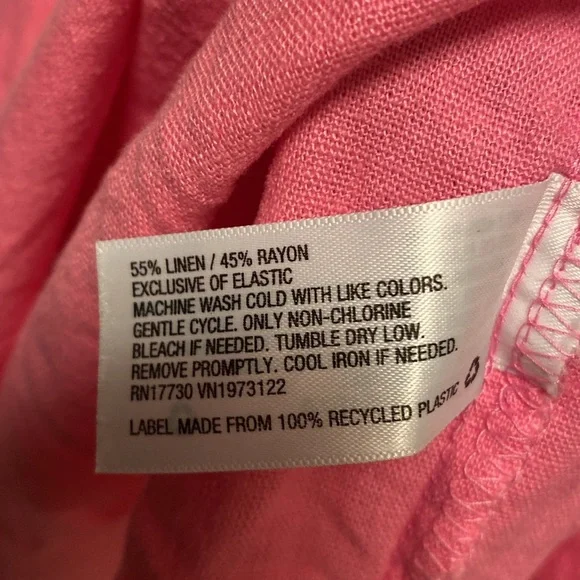 55% LINEN / 45% RAYON
EXCLUSIVE OF ELASTIC
MACHINE WASH COLD WITH LIKE COLORS.
GENTLE CYCLE. ONLY NON-CHLORINE
BLEACH IF NEEDED. TUMBLE DRY LOW.
REMOVE PROMPTLY. COOL IRON IF NEEDED.
RN17730 VN1973122
LABEL MADE FROM 100% RECYCLED PLASTIC